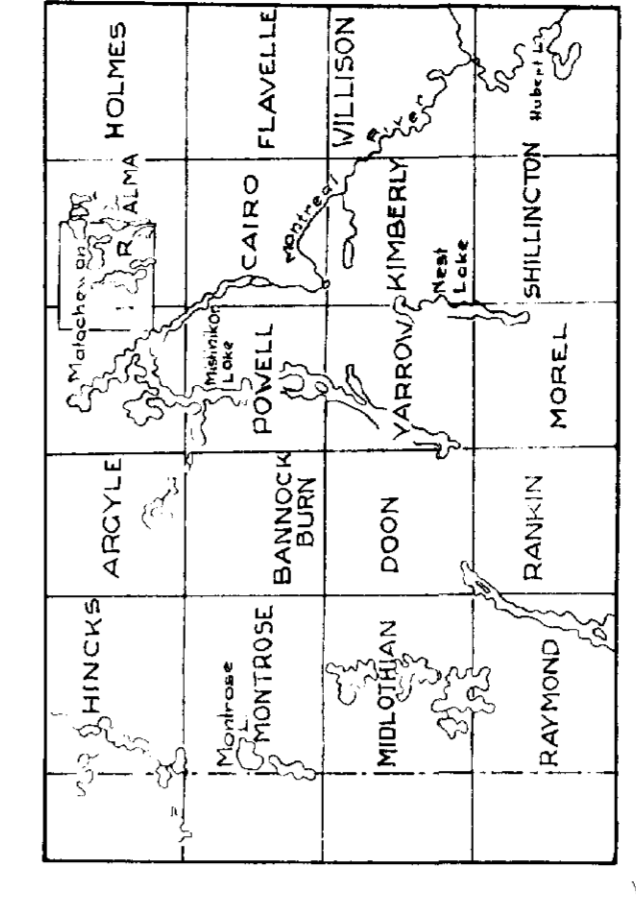 HINCKS
ARGYLE
Matachewan
ALMA
HOLMES
Montrose
L.
MONTROSE
BANNOCK
BURN
Mistinikon
Lake
POWELL
CAIRO
FLAVELLE
MIDLOTHIAN
DOON
YARROW
KIMBERLY
Montreal
River
WILLISON
RAYMOND
RANKIN
MOREL
Nest
Lake
SHILLINGTON
Hubert L.